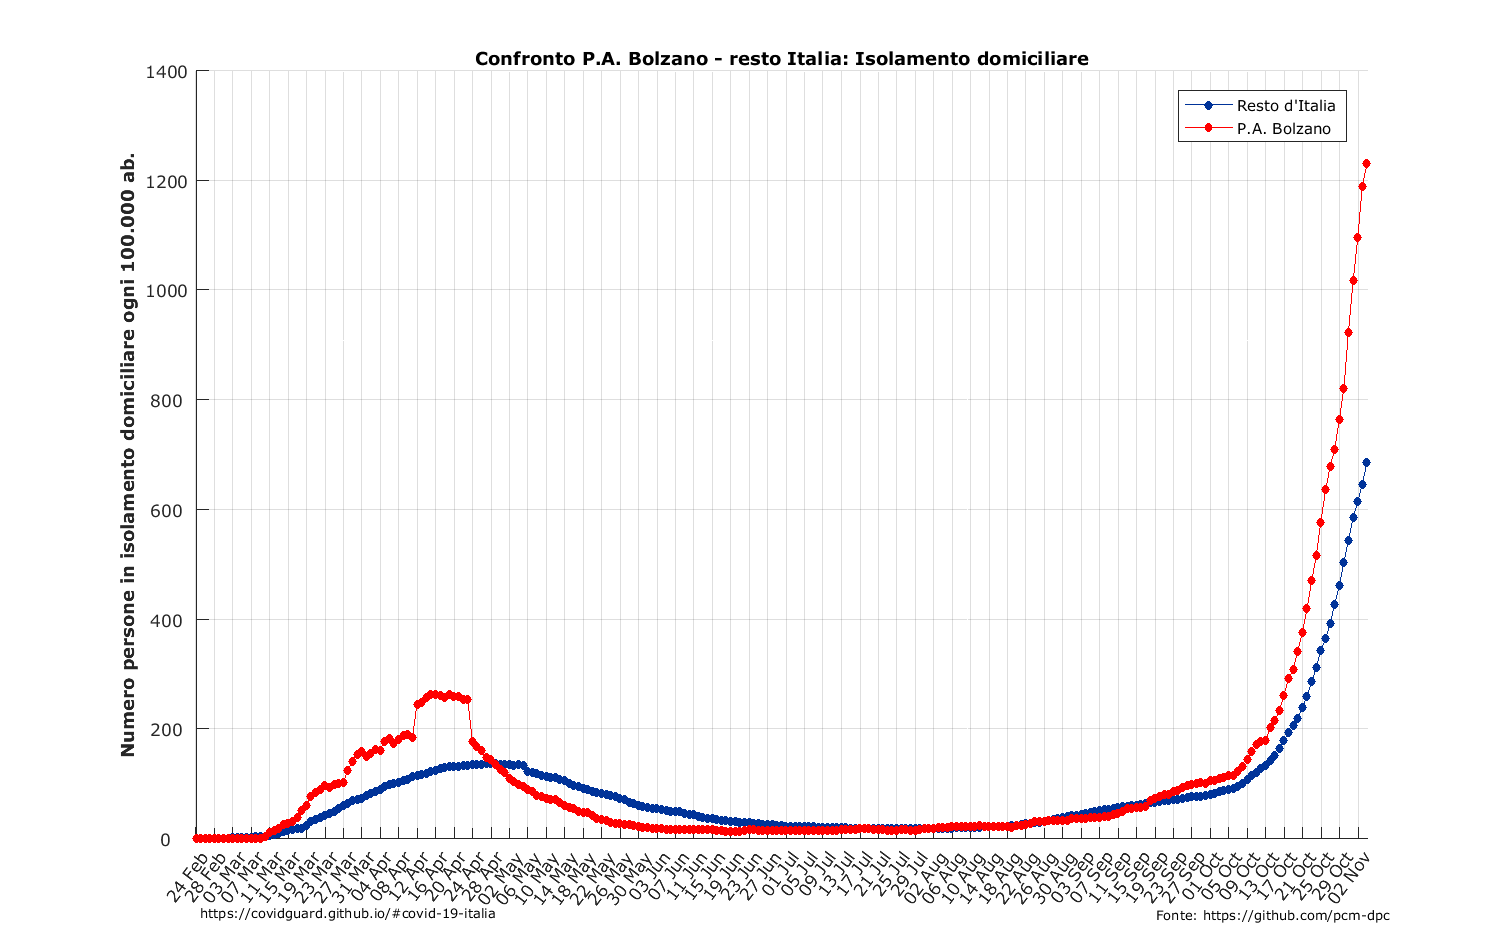 Confronto P.A. Bolzano - resto Italia: Isolamento domiciliare
Resto d'Italia
P.A. Bolzano
Numero persone in isolamento domiciliare ogni 100.000 ab.
1400
1200
1000
800
600
400
200
0
24 Feb
28 Feb
03 Mar
07 Mar
11 Mar
15 Mar
19 Mar
23 Mar
27 Mar
31 Mar
04 Apr
08 Apr
12 Apr
16 Apr
20 Apr
24 Apr
28 Apr
02 May
06 May
10 May
14 May
18 May
22 May
26 May
30 May
03 Jun
07 Jun
11 Jun
15 Jun
19 Jun
23 Jun
27 Jun
01 Jul
05 Jul
09 Jul
13 Jul
17 Jul
21 Jul
25 Jul
29 Jul
02 Aug
06 Aug
10 Aug
14 Aug
18 Aug
22 Aug
26 Aug
30 Aug
03 Sep
07 Sep
11 Sep
15 Sep
19 Sep
23 Sep
27 Sep
01 Oct
05 Oct
09 Oct
13 Oct
17 Oct
21 Oct
25 Oct
29 Oct
02 Nov
https://covidguard.github.io/#covid-19-italia
Fonte: https://github.com/pcm-dpc